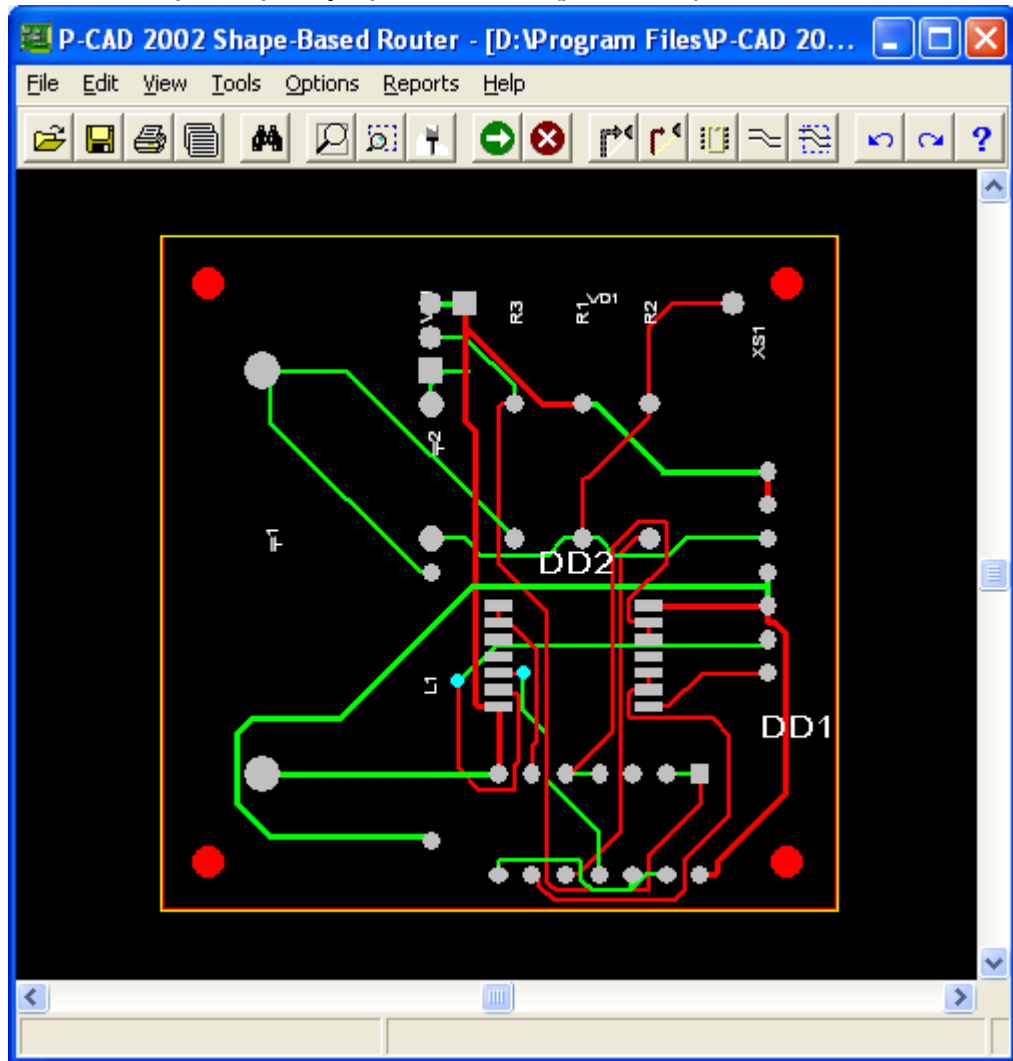 P-CAD 2002 Shape-Based Router - [D:\Program Files\P-CAD 20...
File Edit View Tools Options Reports Help
R3
R1
VD1
R2
XS1
DD2
L1
DD1